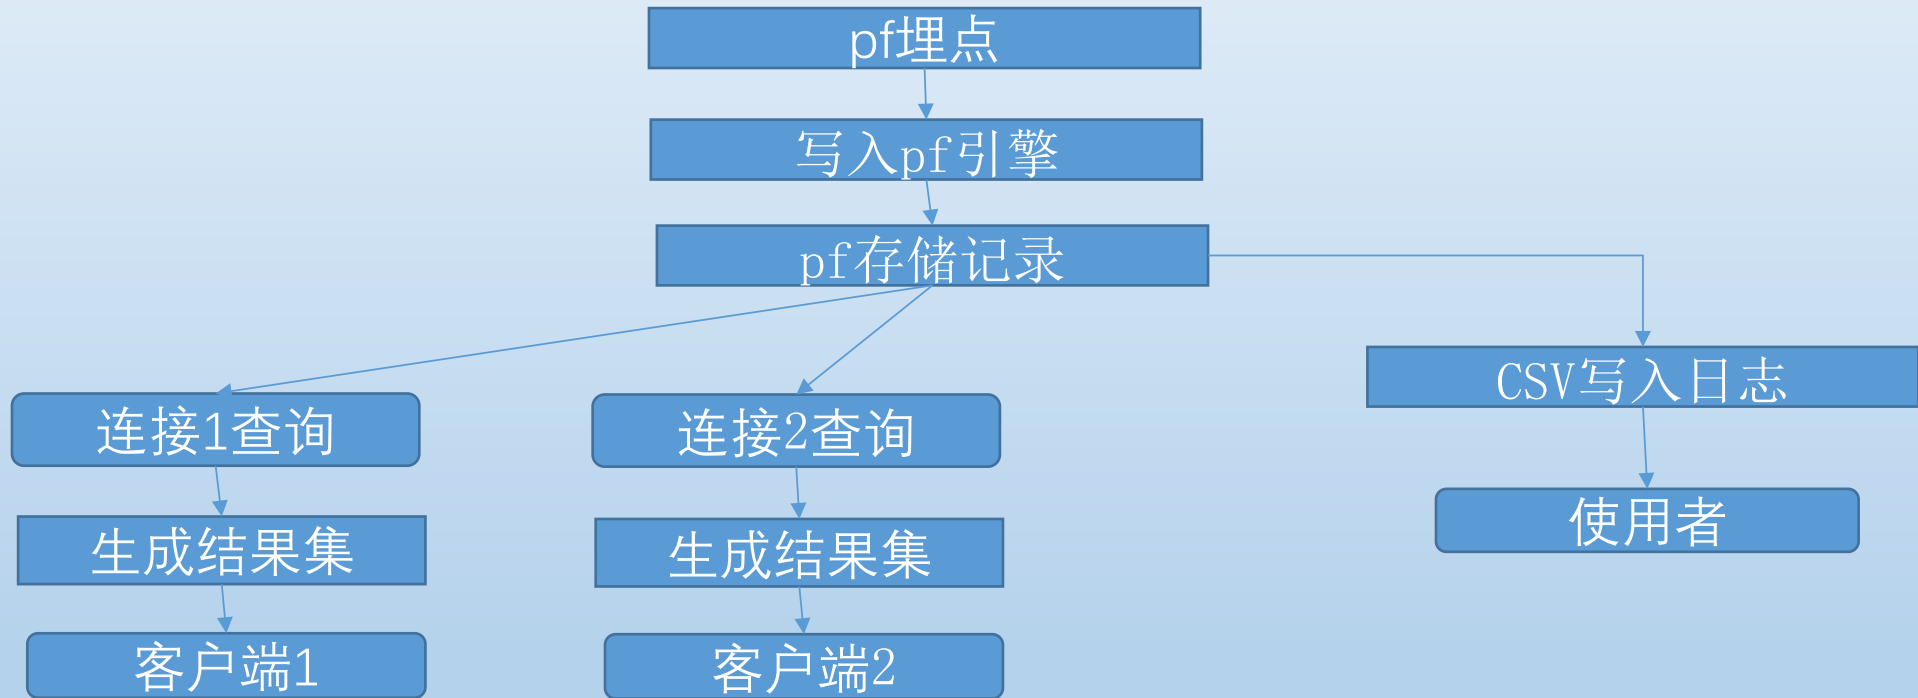 pf埋点
写入pf引擎
pf存储记录
CSV写入日志
连接1查询
连接2查询
使用者
生成结果集
生成结果集
客户端1
客户端2